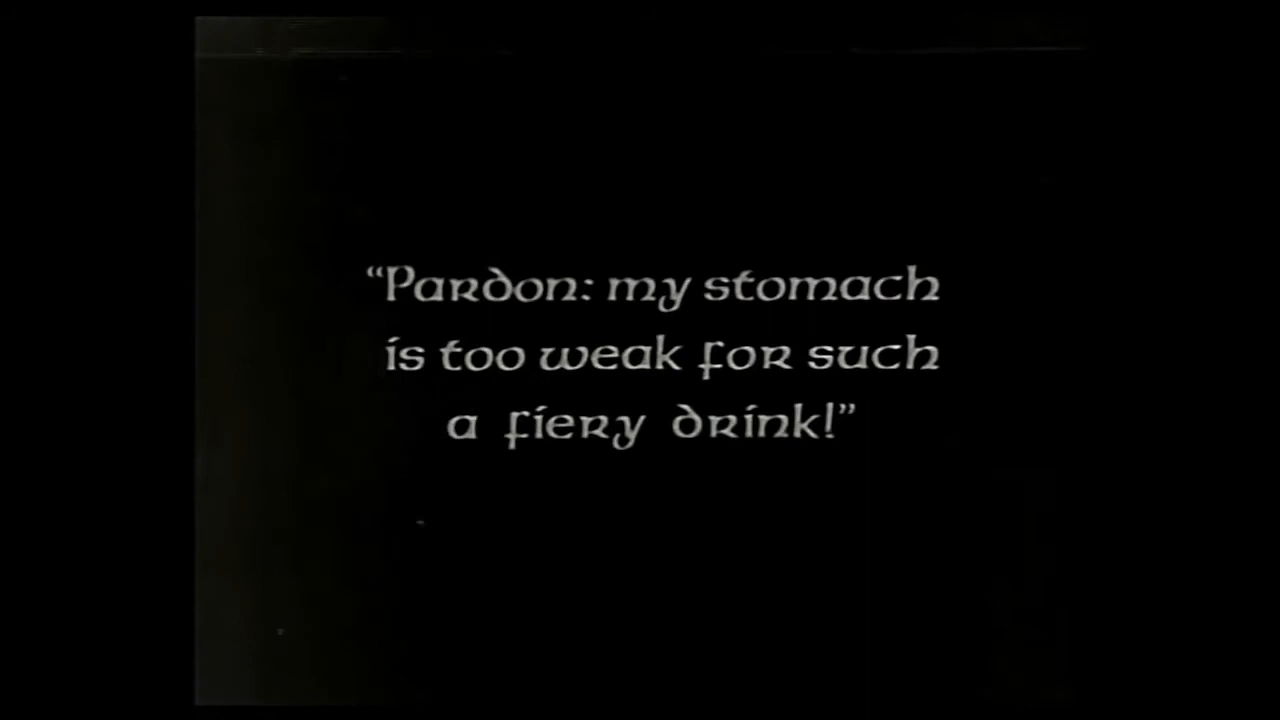 “Pardon: my stomach
is too weak for such
a fiery drink!”